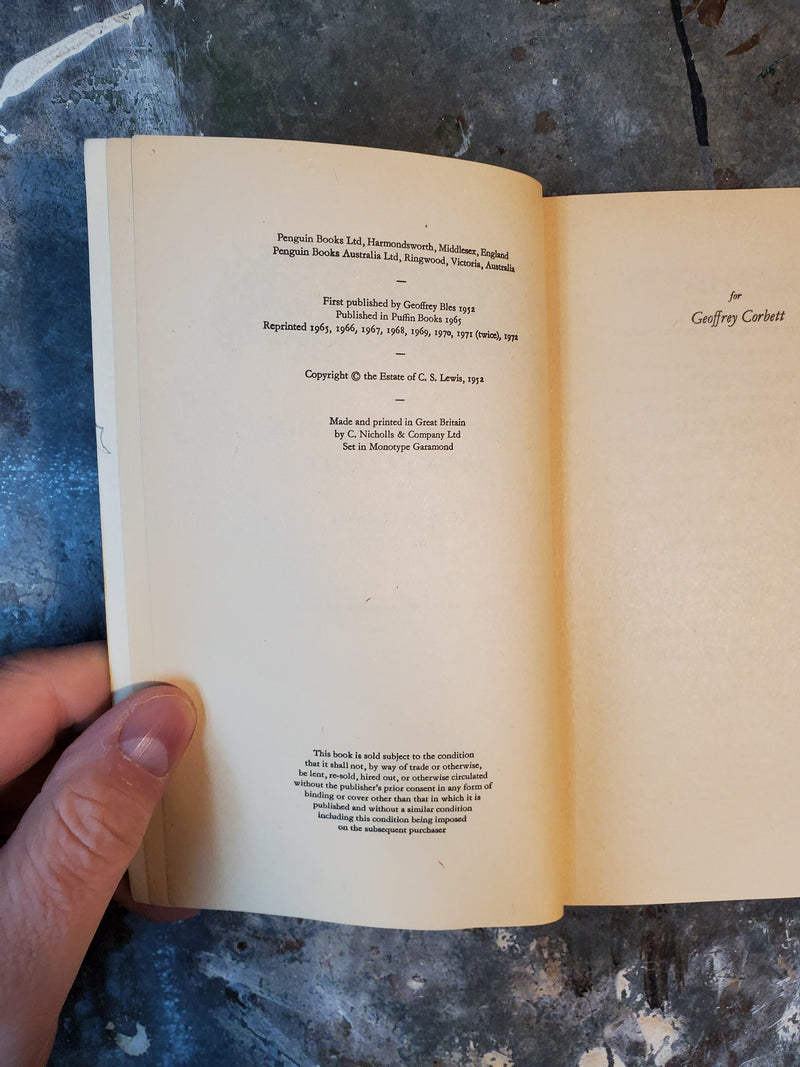 Penguin Books Ltd, Harmondsworth, Middlesex, England
Penguin Books Australia Ltd, Ringwood, Victoria, Australia
—
First published by Geoffrey Bles 1952
Published in Puffin Books 1965
Reprinted 1965, 1966, 1967, 1968, 1969, 1970, 1971 (twice), 1972
—
Copyright © the Estate of C. S. Lewis, 1952
—
Made and printed in Great Britain
by C. Nicholls & Company Ltd
Set in Monotype Garamond
This book is sold subject to the condition
that it shall not, by way of trade or otherwise,
be lent, re-sold, hired out, or otherwise circulated
without the publisher's prior consent in any form of
binding or cover other than that in which it is
published and without a similar condition
including this condition being imposed
on the subsequent purchaser
for
Geoffrey Corbett